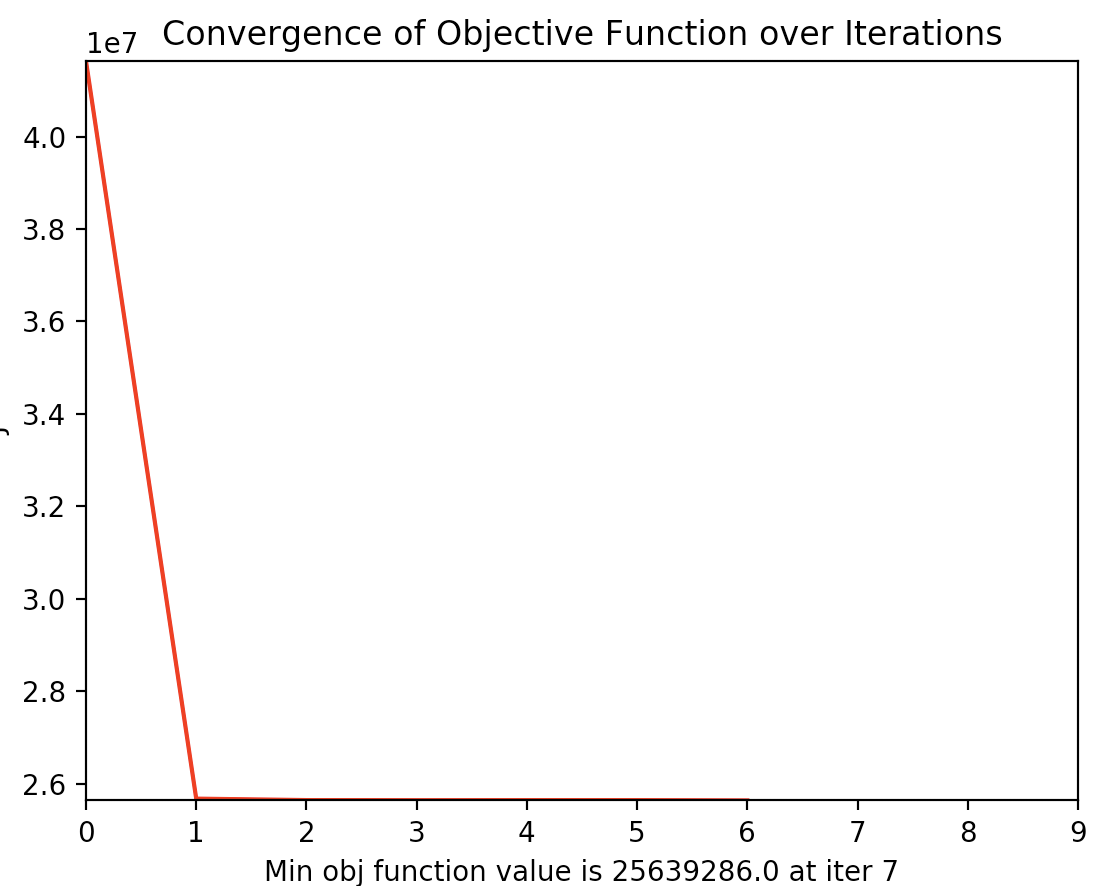 Convergence of Objective Function over Iterations
1e7
4.0
3.8
3.6
3.4
3.2
3.0
2.8
2.6
0 1 2 3 4 5 6 7 8 9
Min obj function value is 25639286.0 at iter 7